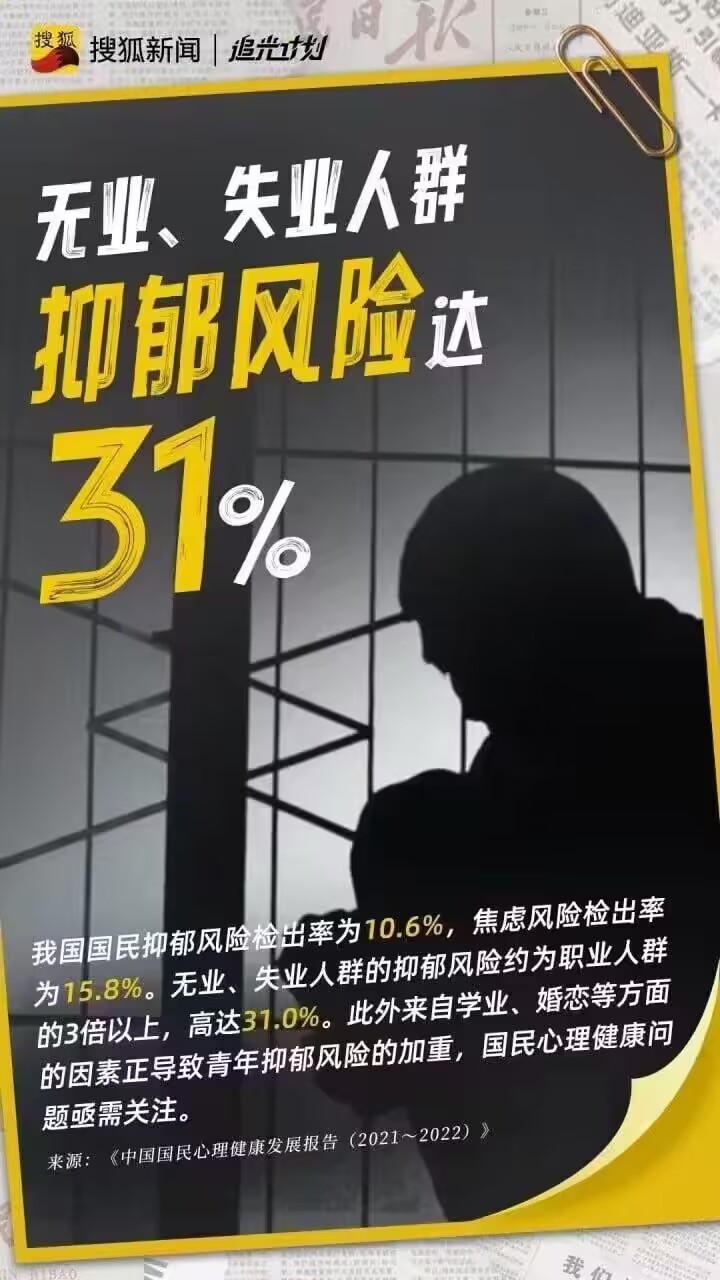 搜狐
搜狐新闻 | 追光计划
无业、失业人群
抑郁风险达
31%
我国国民抑郁风险检出率为10.6%，焦虑风险检出率
为15.8%。无业、失业人群的抑郁风险约为职业人群
的3倍以上，高达31.0%。此外来自学业、婚恋等方面
的因素正导致青年抑郁风险的加重，国民心理健康问
题亟需关注。
来源：《中国国民心理健康发展报告（2021～2022）》